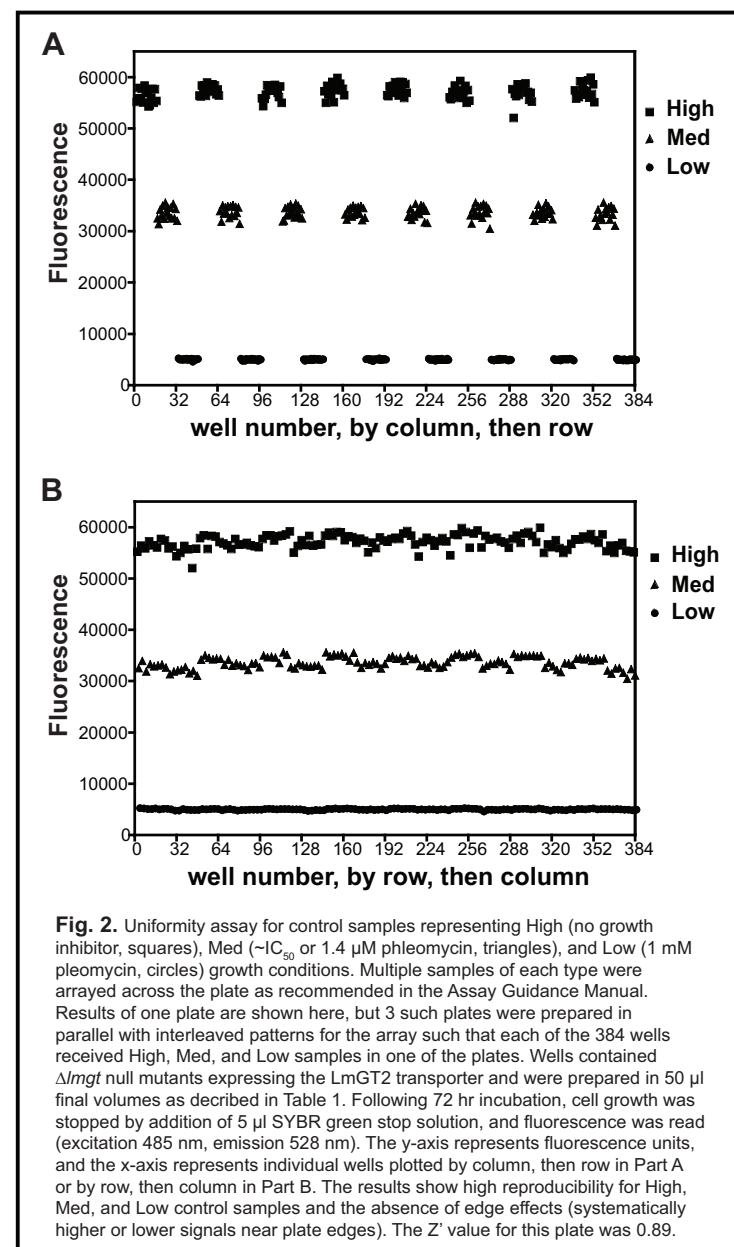 A
Fluorescence
60000
50000
40000
30000
20000
10000
0
0 32 64 96 128 160 192 224 256 288 320 352 384
well number, by column, then row
High
Med
Low
B
Fluorescence
60000
50000
40000
30000
20000
10000
0
0 32 64 96 128 160 192 224 256 288 320 352 384
well number, by row, then column
High
Med
Low
Fig. 2. Uniformity assay for control samples representing High (no growth
inhibitor, squares), Med (~IC50 or 1.4 µM phleomycin, triangles), and Low (1 mM
pleomycin, circles) growth conditions. Multiple samples of each type were
arrayed across the plate as recommended in the Assay Guidance Manual.
Results of one plate are shown here, but 3 such plates were prepared in
parallel with interleaved patterns for the array such that each of the 384 wells
received High, Med, and Low samples in one of the plates. Wells contained
Δlmgt null mutants expressing the LmGT2 transporter and were prepared in 50 µl
final volumes as decribed in Table 1. Following 72 hr incubation, cell growth was
stopped by addition of 5 µl SYBR green stop solution, and fluorescence was read
(excitation 485 nm, emission 528 nm). The y-axis represents fluorescence units,
and the x-axis represents individual wells plotted by column, then row in Part A
or by row, then column in Part B. The results show high reproducibility for High,
Med, and Low control samples and the absence of edge effects (systematically
higher or lower signals near plate edges). The Z' value for this plate was 0.89.